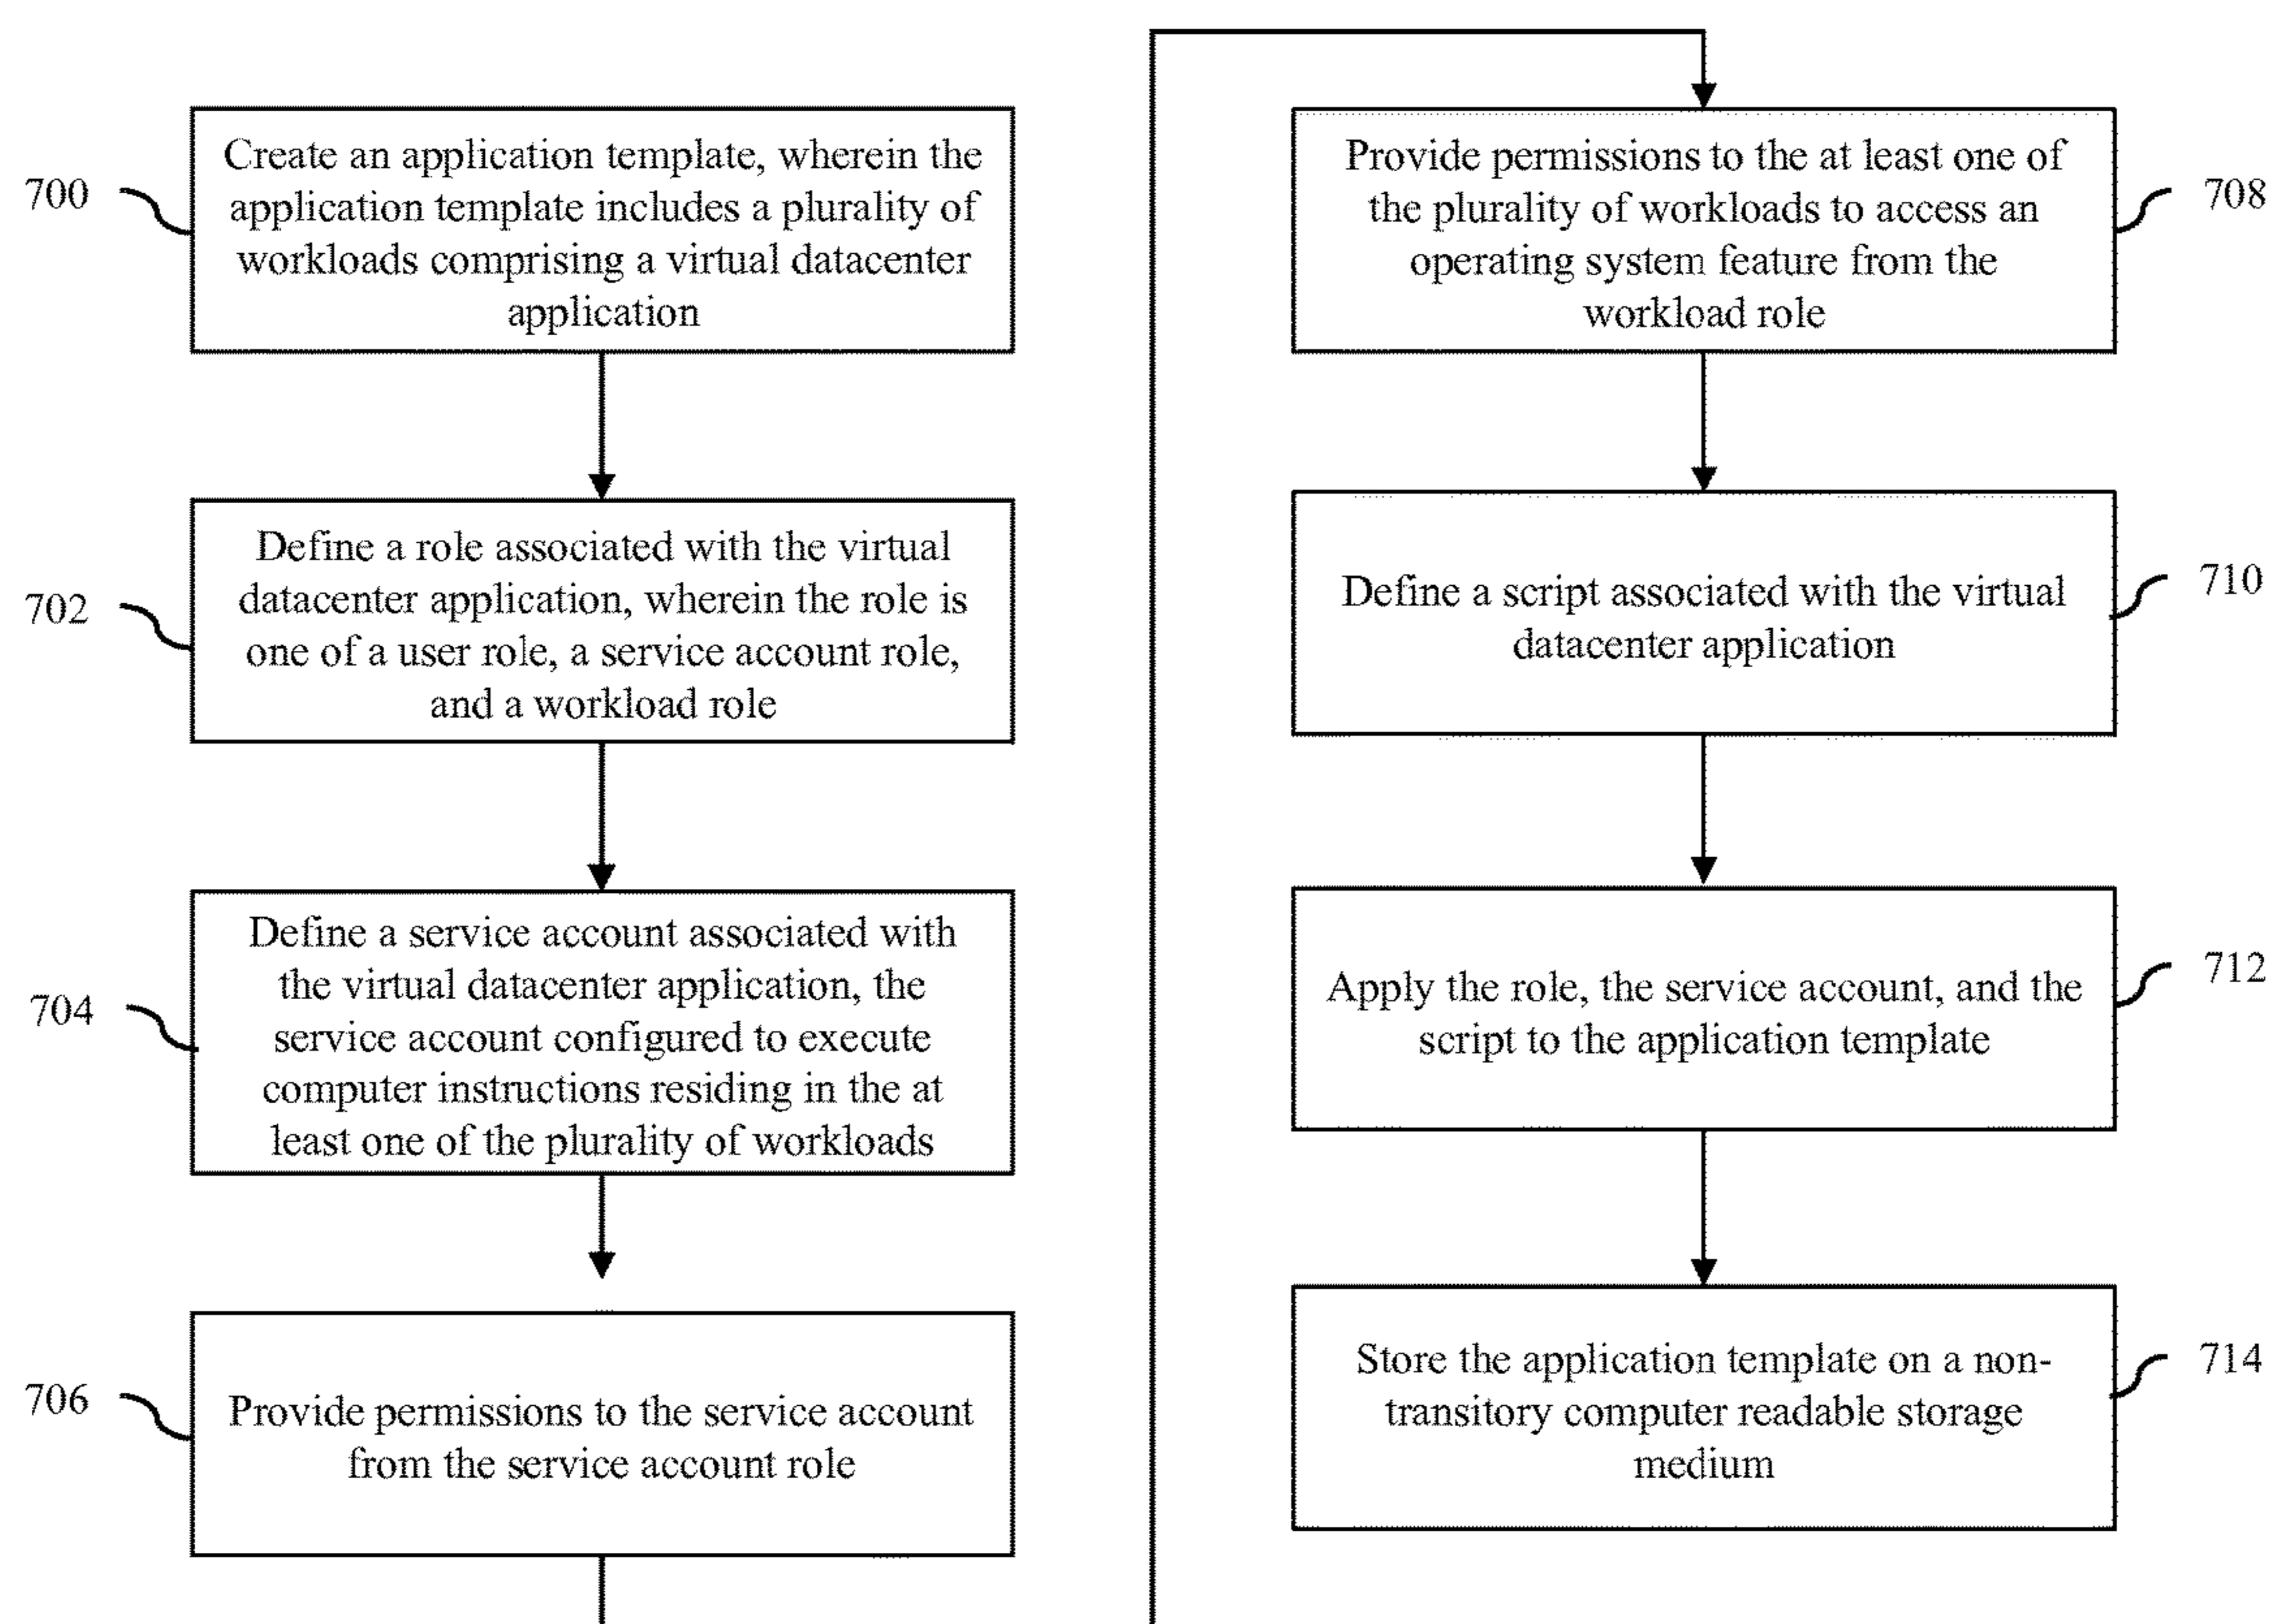 700
Create an application template, wherein the
application template includes a plurality of
workloads comprising a virtual datacenter
application
702
Define a role associated with the virtual
datacenter application, wherein the role is
one of a user role, a service account role,
and a workload role
704
Define a service account associated with
the virtual datacenter application, the
service account configured to execute
computer instructions residing in the at
least one of the plurality of workloads
706
Provide permissions to the service account
from the service account role
Provide permissions to the at least one of
the plurality of workloads to access an
operating system feature from the
workload role
708
Define a script associated with the virtual
datacenter application
710
Apply the role, the service account, and the
script to the application template
712
Store the application template on a non-
transitory computer readable storage
medium
714